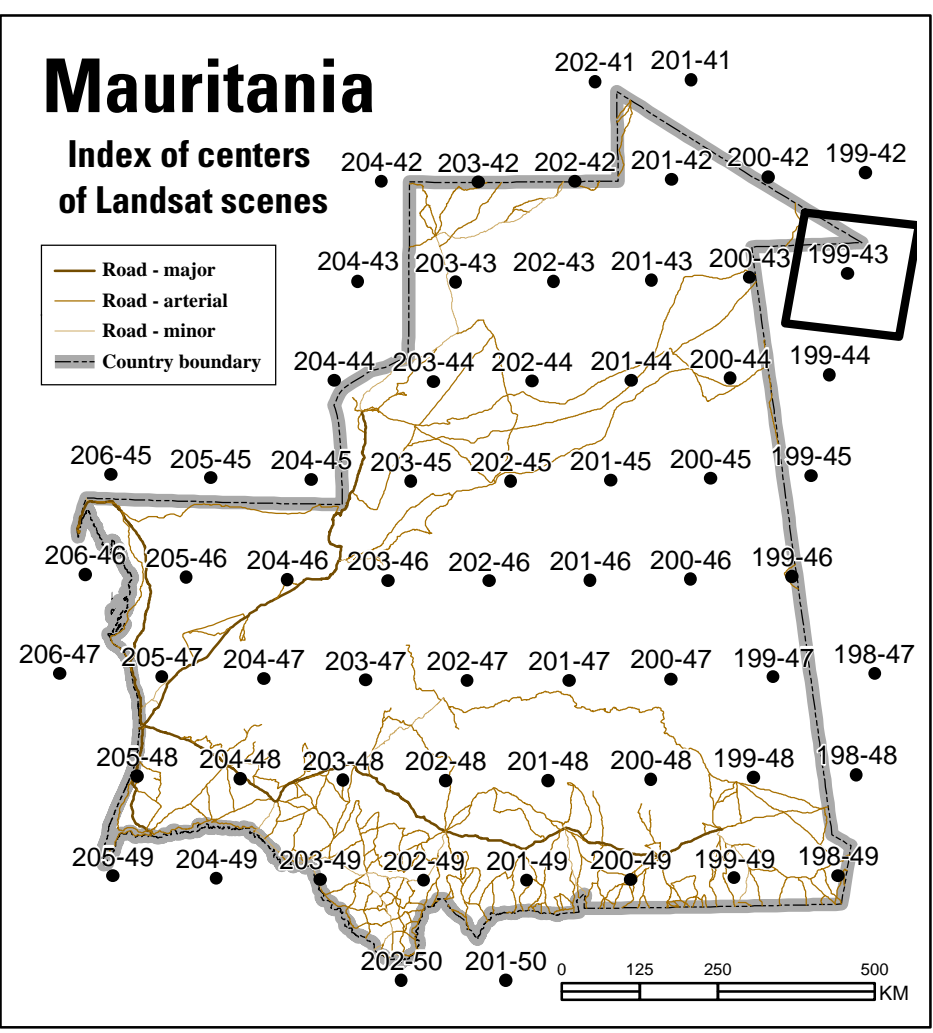 Mauritania
Index of centers
of Landsat scenes
202-41 201-41
204-42 203-42 202-42 201-42 200-42 199-42
Road - major
Road - arterial
Road - minor
Country boundary
204-43 203-43 202-43 201-43 200-43 199-43
204-44 203-44 202-44 201-44 200-44 199-44
206-45 205-45 204-45 203-45 202-45 201-45 200-45 199-45
206-46 205-46 204-46 203-46 202-46 201-46 200-46 199-46
206-47 205-47 204-47 203-47 202-47 201-47 200-47 199-47 198-47
205-48 204-48 203-48 202-48 201-48 200-48 199-48 198-48
205-49 204-49 203-49 202-49 201-49 200-49 199-49 198-49
202-50 201-50
0 125 250 500
KM